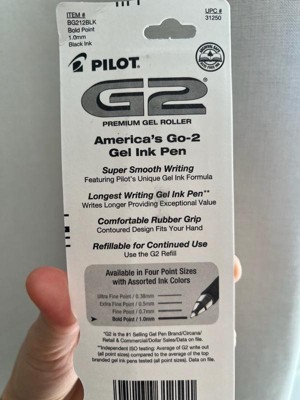 ITEM #
BG212BLK
Bold Point
1.0mm
Black Ink
UPC #
31250
PILOT
G2®
PREMIUM GEL ROLLER
America's Go-2
Gel Ink Pen
Super Smooth Writing
Featuring Pilot's Unique Gel Ink Formula
Longest Writing Gel Ink Pen**
Writes Longer Providing Exceptional Value
Comfortable Rubber Grip
Contoured Design Fits Your Hand
Refillable for Continued Use
Use the G2 Refill
Available in Four Point Sizes
with Assorted Ink Colors
Ultra Fine Point / 0.38mm
Extra Fine Point / 0.5mm
Fine Point / 0.7mm
Bold Point / 1.0mm
*G2 is the #1 Selling Gel Pen Brand/Circana/
Retail & Commercial/Dollar Sales/Data on file.
**Independent ISO testing: Average of G2 write out
(all point sizes) compared to the average of the top
branded gel ink pens tested (all point sizes). Data on file.